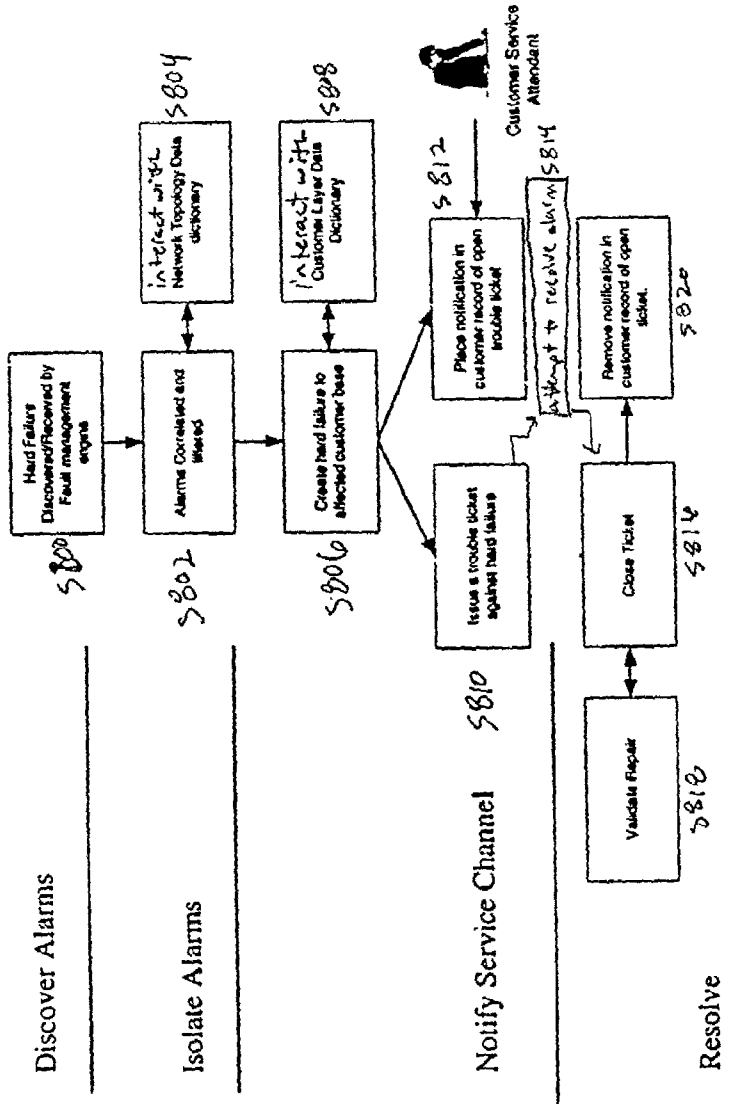 Discover Alarms
Hard Failure
Discovered/Received by
Fault management
engine
S800
Isolate Alarms
Alarms Correlated and
filtered
S802
interact with
Network Topology Data
dictionary
S804
Create hard failure to
affected customer base
S806
interact with
Customer Layer Data
Dictionary
S808
Notify Service Channel
Issue a trouble ticket
against hard failure
S810
Place notification in
customer record of open
trouble ticket
S812
Customer Service
Attendant
attempt to resolve alarm S814
Resolve
Validate Repair
S818
Close Ticket
S816
Remove notification in
customer record of open
ticket.
S820